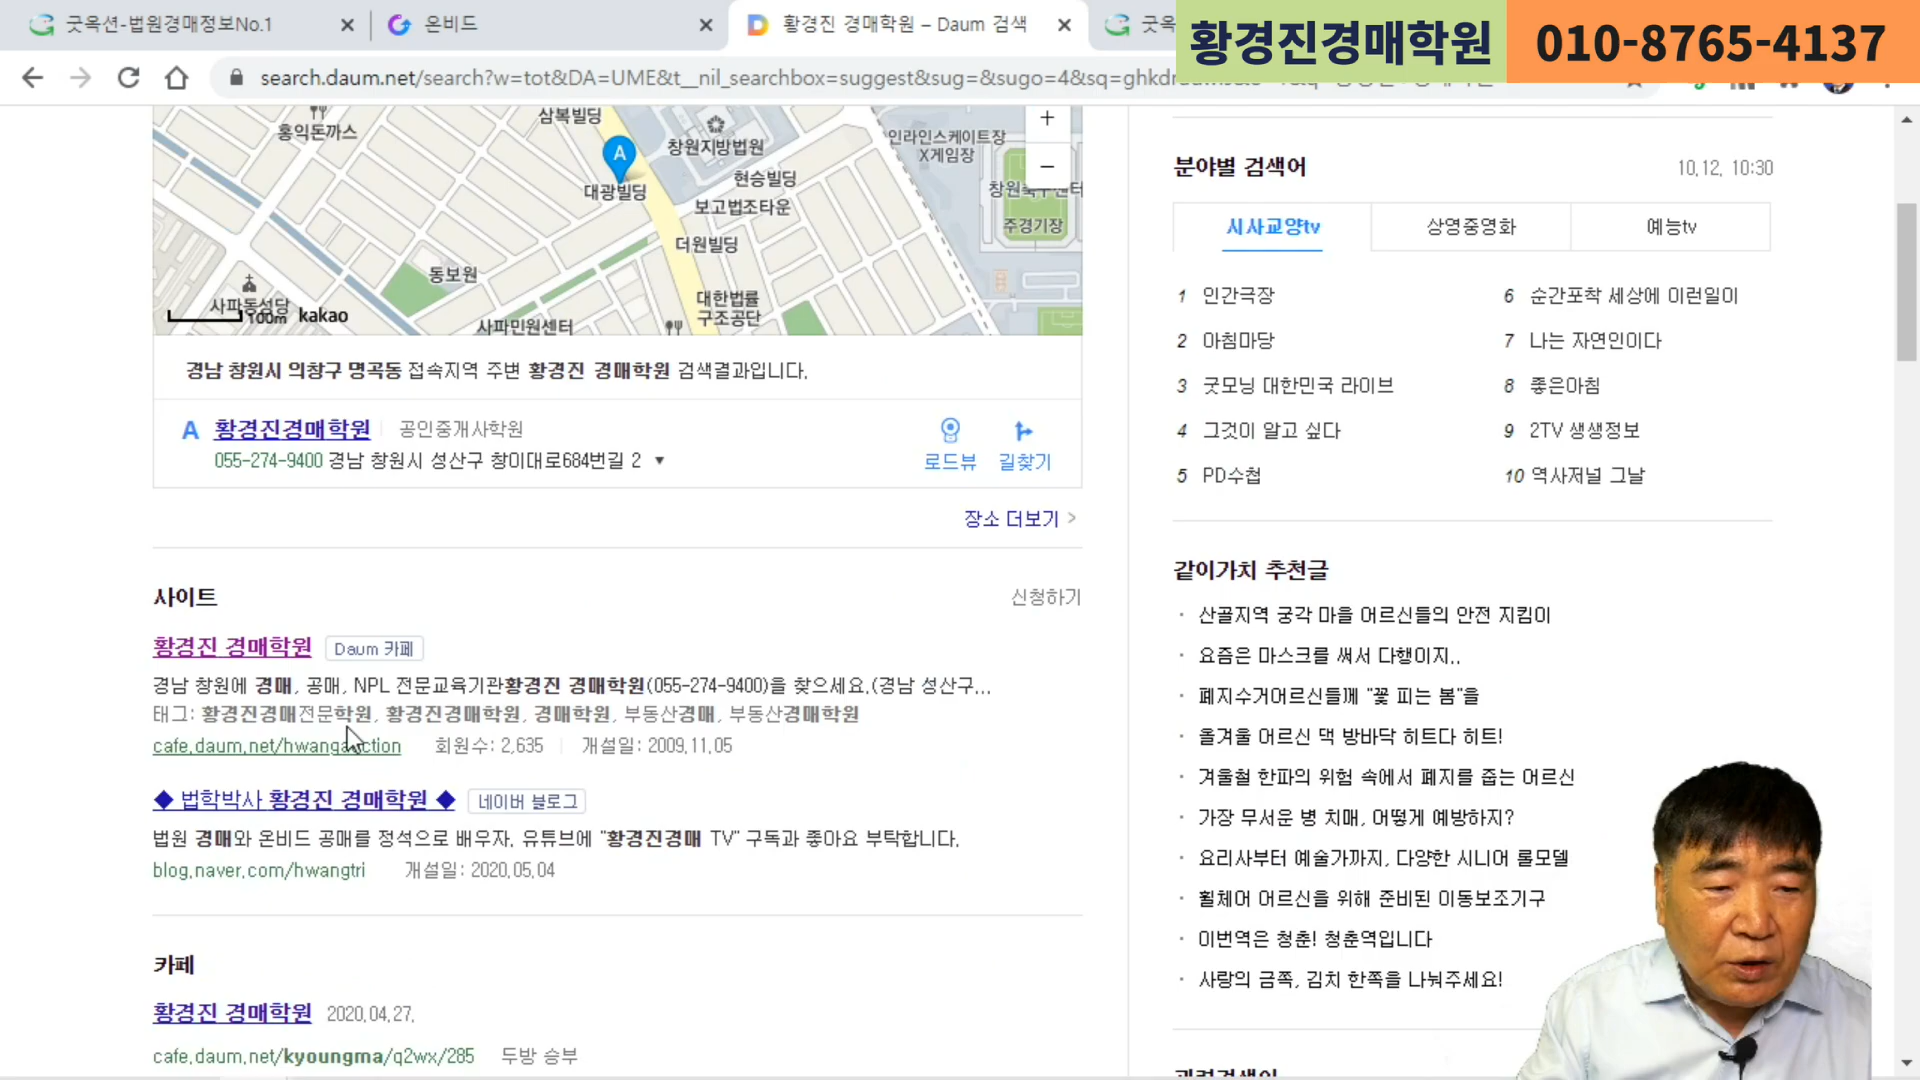 굿옥션-법원경매정보No.1
온비드
황경진 경매학원 – Daum 검색
굿옥
황경진경매학원
010-8765-4137
search.daum.net/search?w=tot&DA=UME&t__nil_searchbox=suggest&sug=&sugo=4&sq=ghkdr
홍익돈까스
삼복빌딩
창원지방법원
인라인스케이트장
X게임장
대광빌딩
현승빌딩
보고법조타운
주경기장
더원빌딩
동보원
사파동성당
100m
kakao
대한법률
구조공단
사파민원센터
경남 창원시 의창구 명곡동 접속지역 주변 황경진 경매학원 검색결과입니다.
A 황경진경매학원 공인중개사학원
055-274-9400 경남 창원시 성산구 창이대로684번길 2
로드뷰 길찾기
장소 더보기 >
사이트
신청하기
황경진 경매학원 Daum 카페
경남 창원에 경매, 공매, NPL 전문교육기관황경진 경매학원(055-274-9400)을 찾으세요.(경남 성산구...
태그: 황경진경매전문학원, 황경진경매학원, 경매학원, 부동산경매, 부동산경매학원
cafe.daum.net/hwangauction 회원수: 2,635 개설일: 2009.11.05
◆ 법학박사 황경진 경매학원 ◆ 네이버 블로그
법원 경매와 온비드 공매를 정석으로 배우자. 유튜브에 "황경진경매 TV" 구독과 좋아요 부탁합니다.
blog.naver.com/hwangtri 개설일: 2020.05.04
카페
황경진 경매학원 2020.04.27.
cafe.daum.net/kyoungma/q2wx/285 두방 승부
분야별 검색어
10.12. 10:30
시사교양tv 상영중영화 예능tv
1 인간극장
2 아침마당
3 굿모닝 대한민국 라이브
4 그것이 알고 싶다
5 PD수첩
6 순간포착 세상에 이런일이
7 나는 자연인이다
8 좋은아침
9 2TV 생생정보
10 역사저널 그날
같이가치 추천글
· 산골지역 궁각 마을 어르신들의 안전 지킴이
· 요즘은 마스크를 써서 다행이지..
· 폐지수거어르신들께 "꽃 피는 봄"을
· 올겨울 어르신 댁 방바닥 히트다 히트!
· 겨울철 한파의 위험 속에서 폐지를 줍는 어르신
· 가장 무서운 병 치매, 어떻게 예방하지?
· 요리사부터 예술가까지, 다양한 시니어 롤모델
· 휠체어 어르신을 위해 준비된 이동보조기구
· 이번역은 청춘! 청춘역입니다
· 사랑의 금쪽, 김치 한쪽을 나눠주세요!